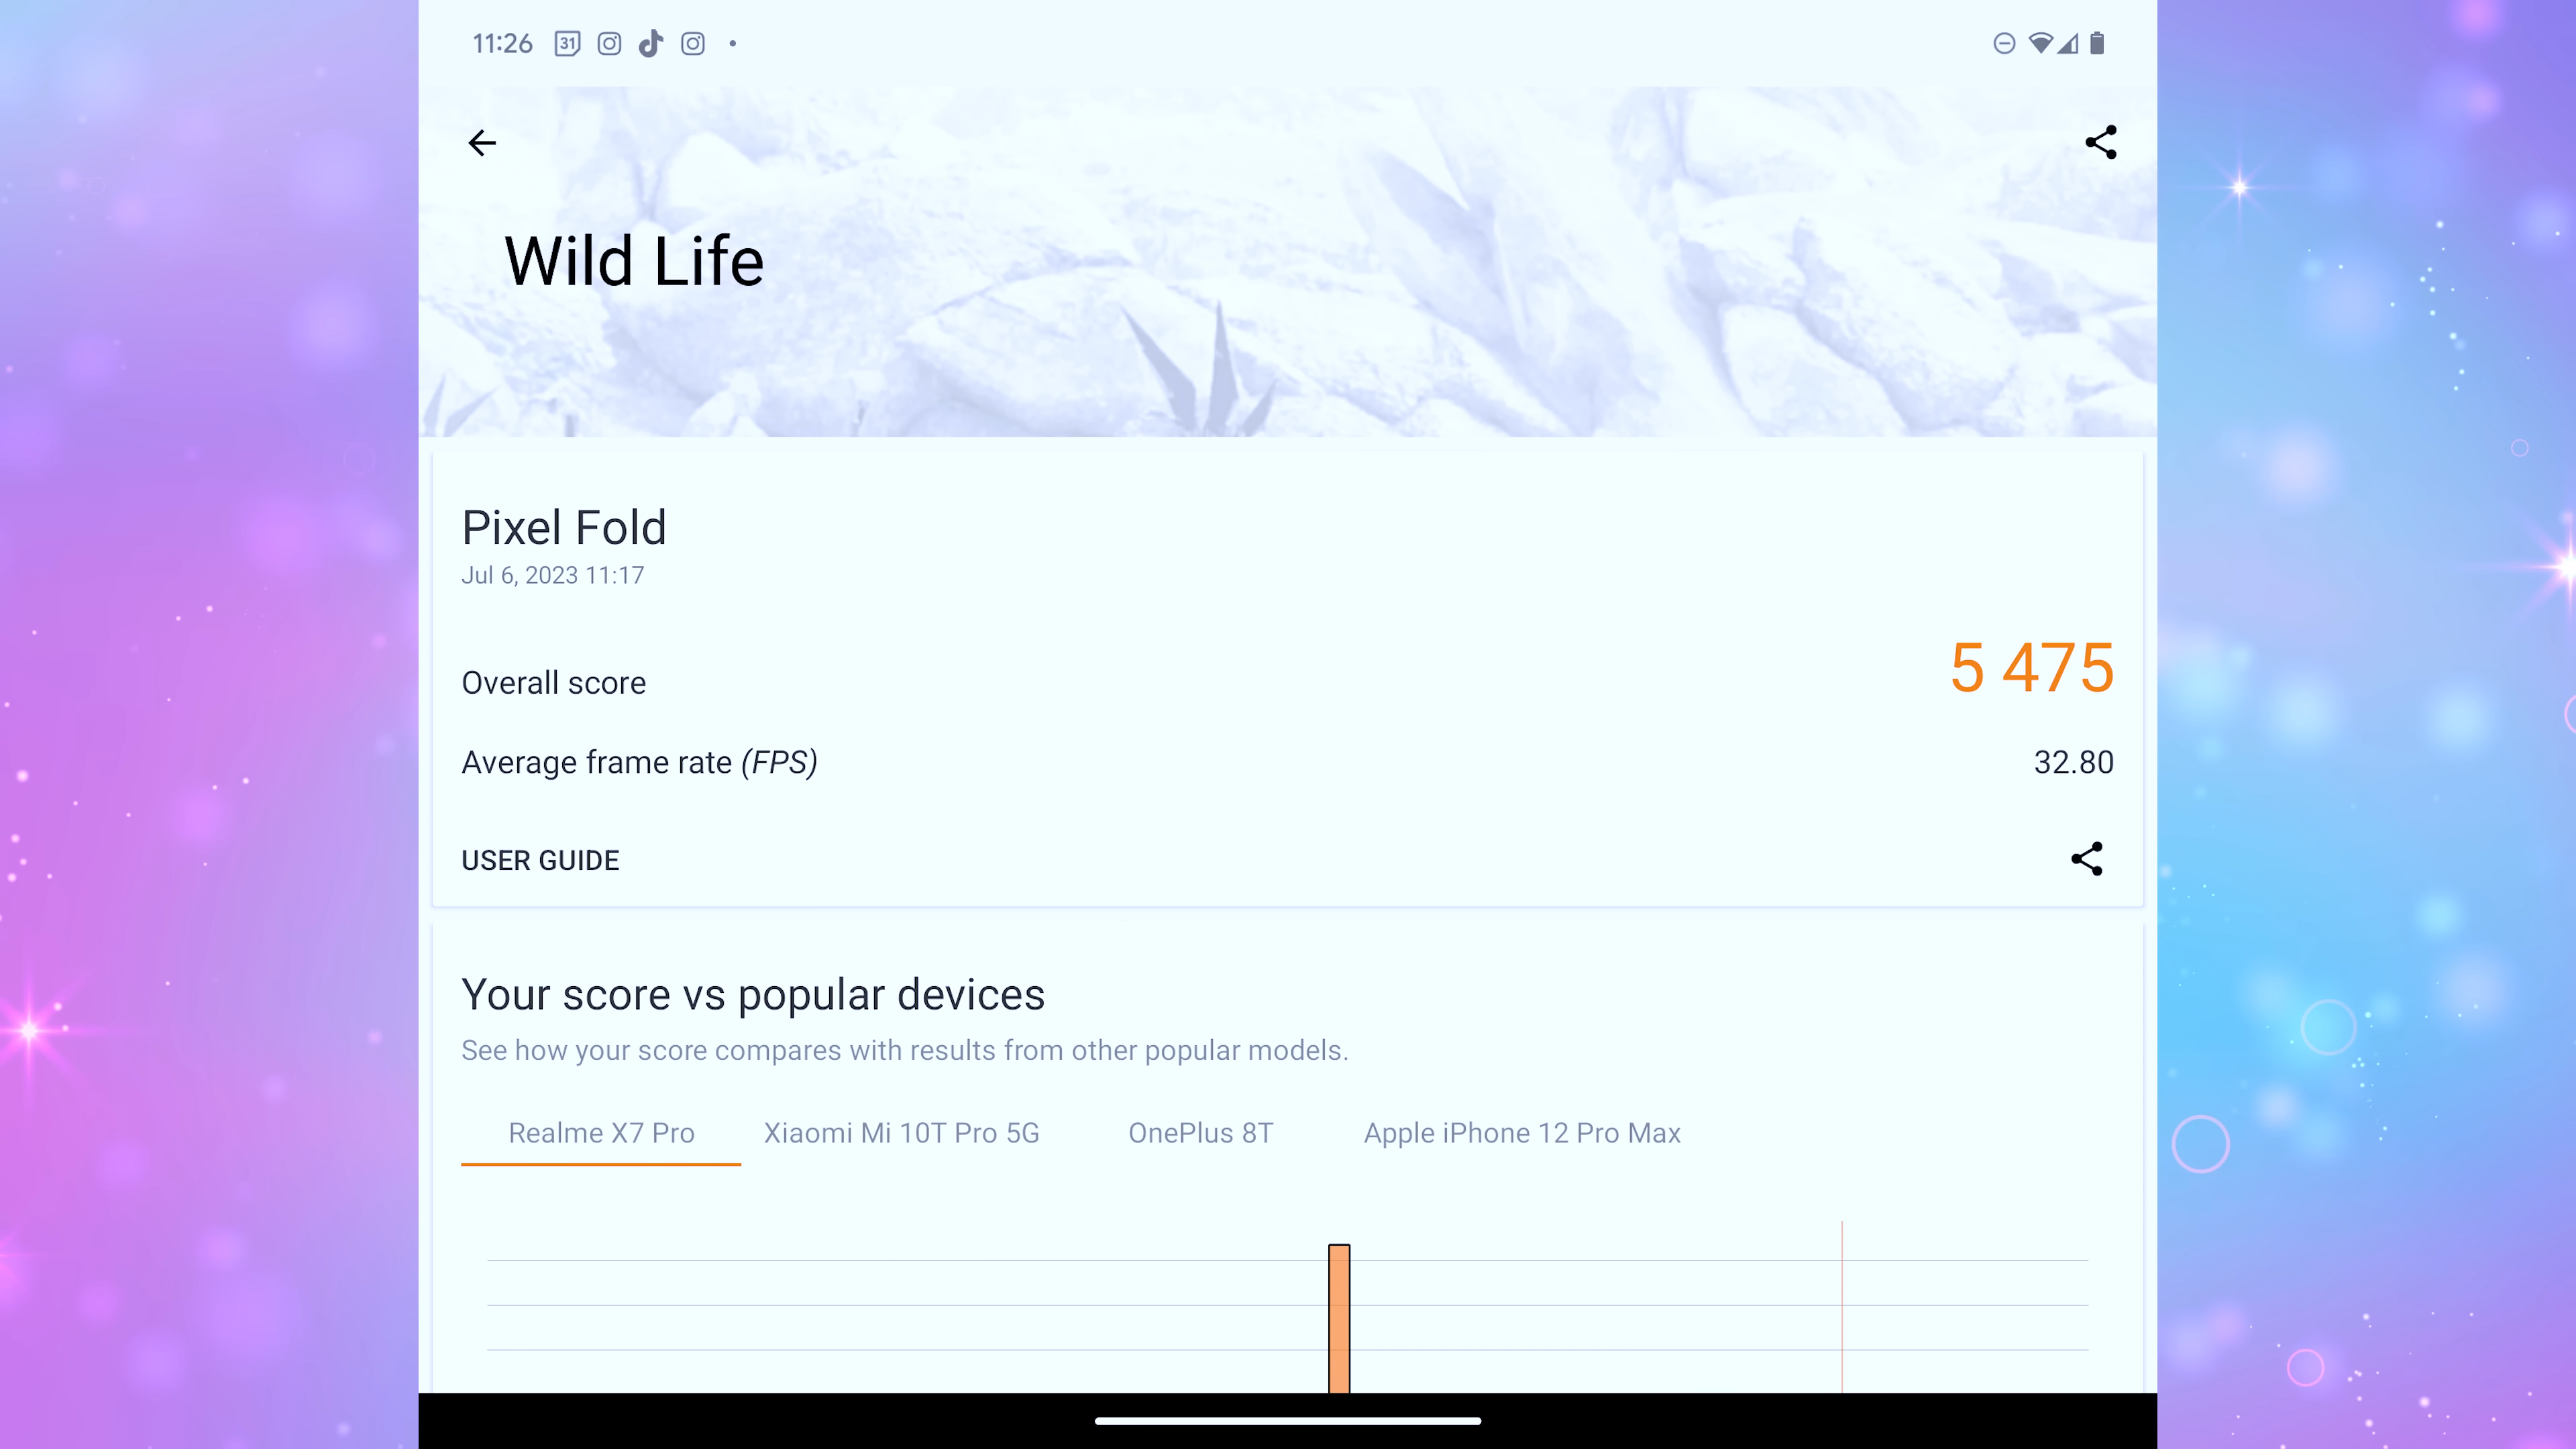 11:26 31
Wild Life
Pixel Fold
Jul 6, 2023 11:17
Overall score 5 475
Average frame rate (FPS) 32.80
USER GUIDE
Your score vs popular devices
See how your score compares with results from other popular models.
Realme X7 Pro Xiaomi Mi 10T Pro 5G OnePlus 8T Apple iPhone 12 Pro Max